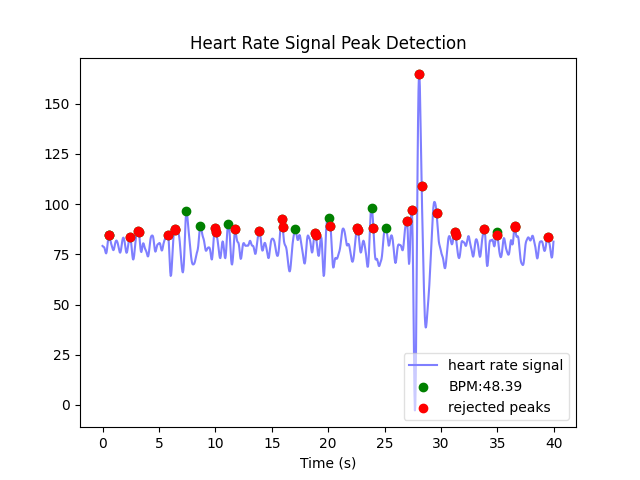 Heart Rate Signal Peak Detection
150
125
100
75
50
25
0
heart rate signal
BPM:48.39
rejected peaks
0 5 10 15 20 25 30 35 40
Time (s)